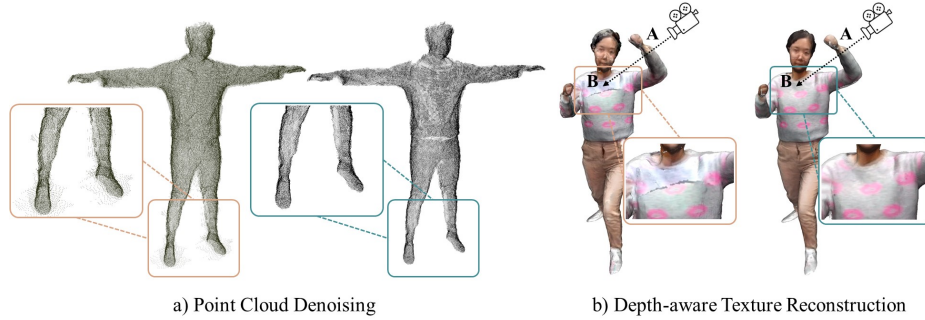 A
B
A
B
a) Point Cloud Denoising
b) Depth-aware Texture Reconstruction